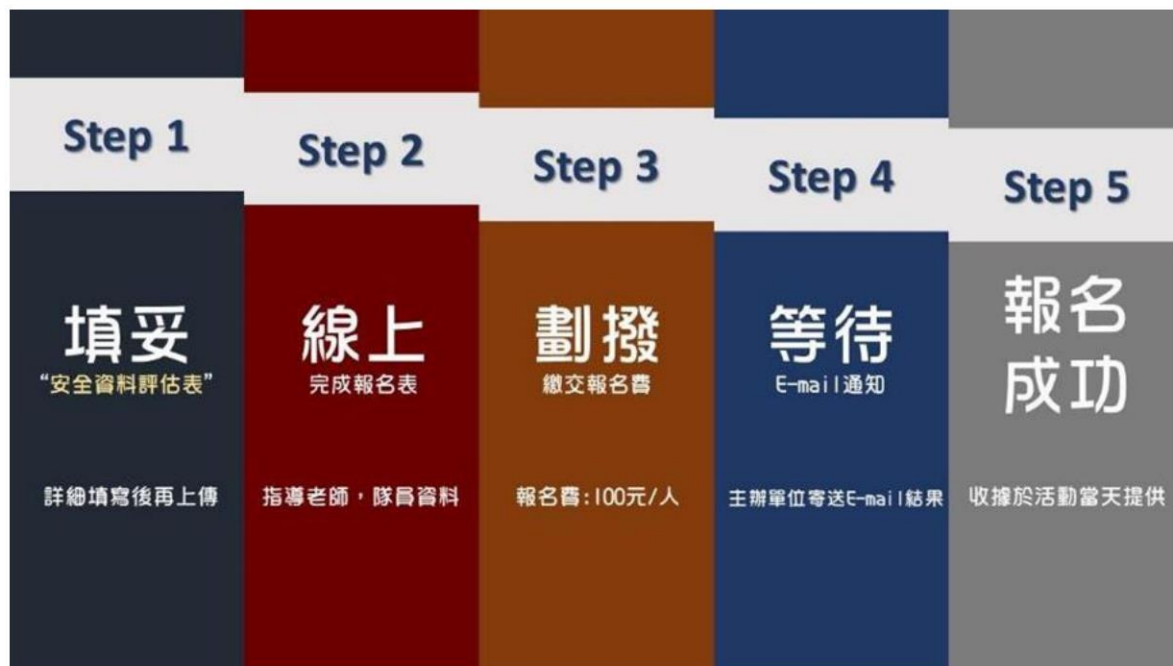 Step 1
填妥
“安全資料評估表”
詳細填寫後再上傳
Step 2
線上
完成報名表
指導老師，隊員資料
Step 3
劃撥
繳交報名費
報名費:100元/人
Step 4
等待
E-mail通知
主辦單位寄送E-mail結果
Step 5
報名
成功
收據於活動當天提供